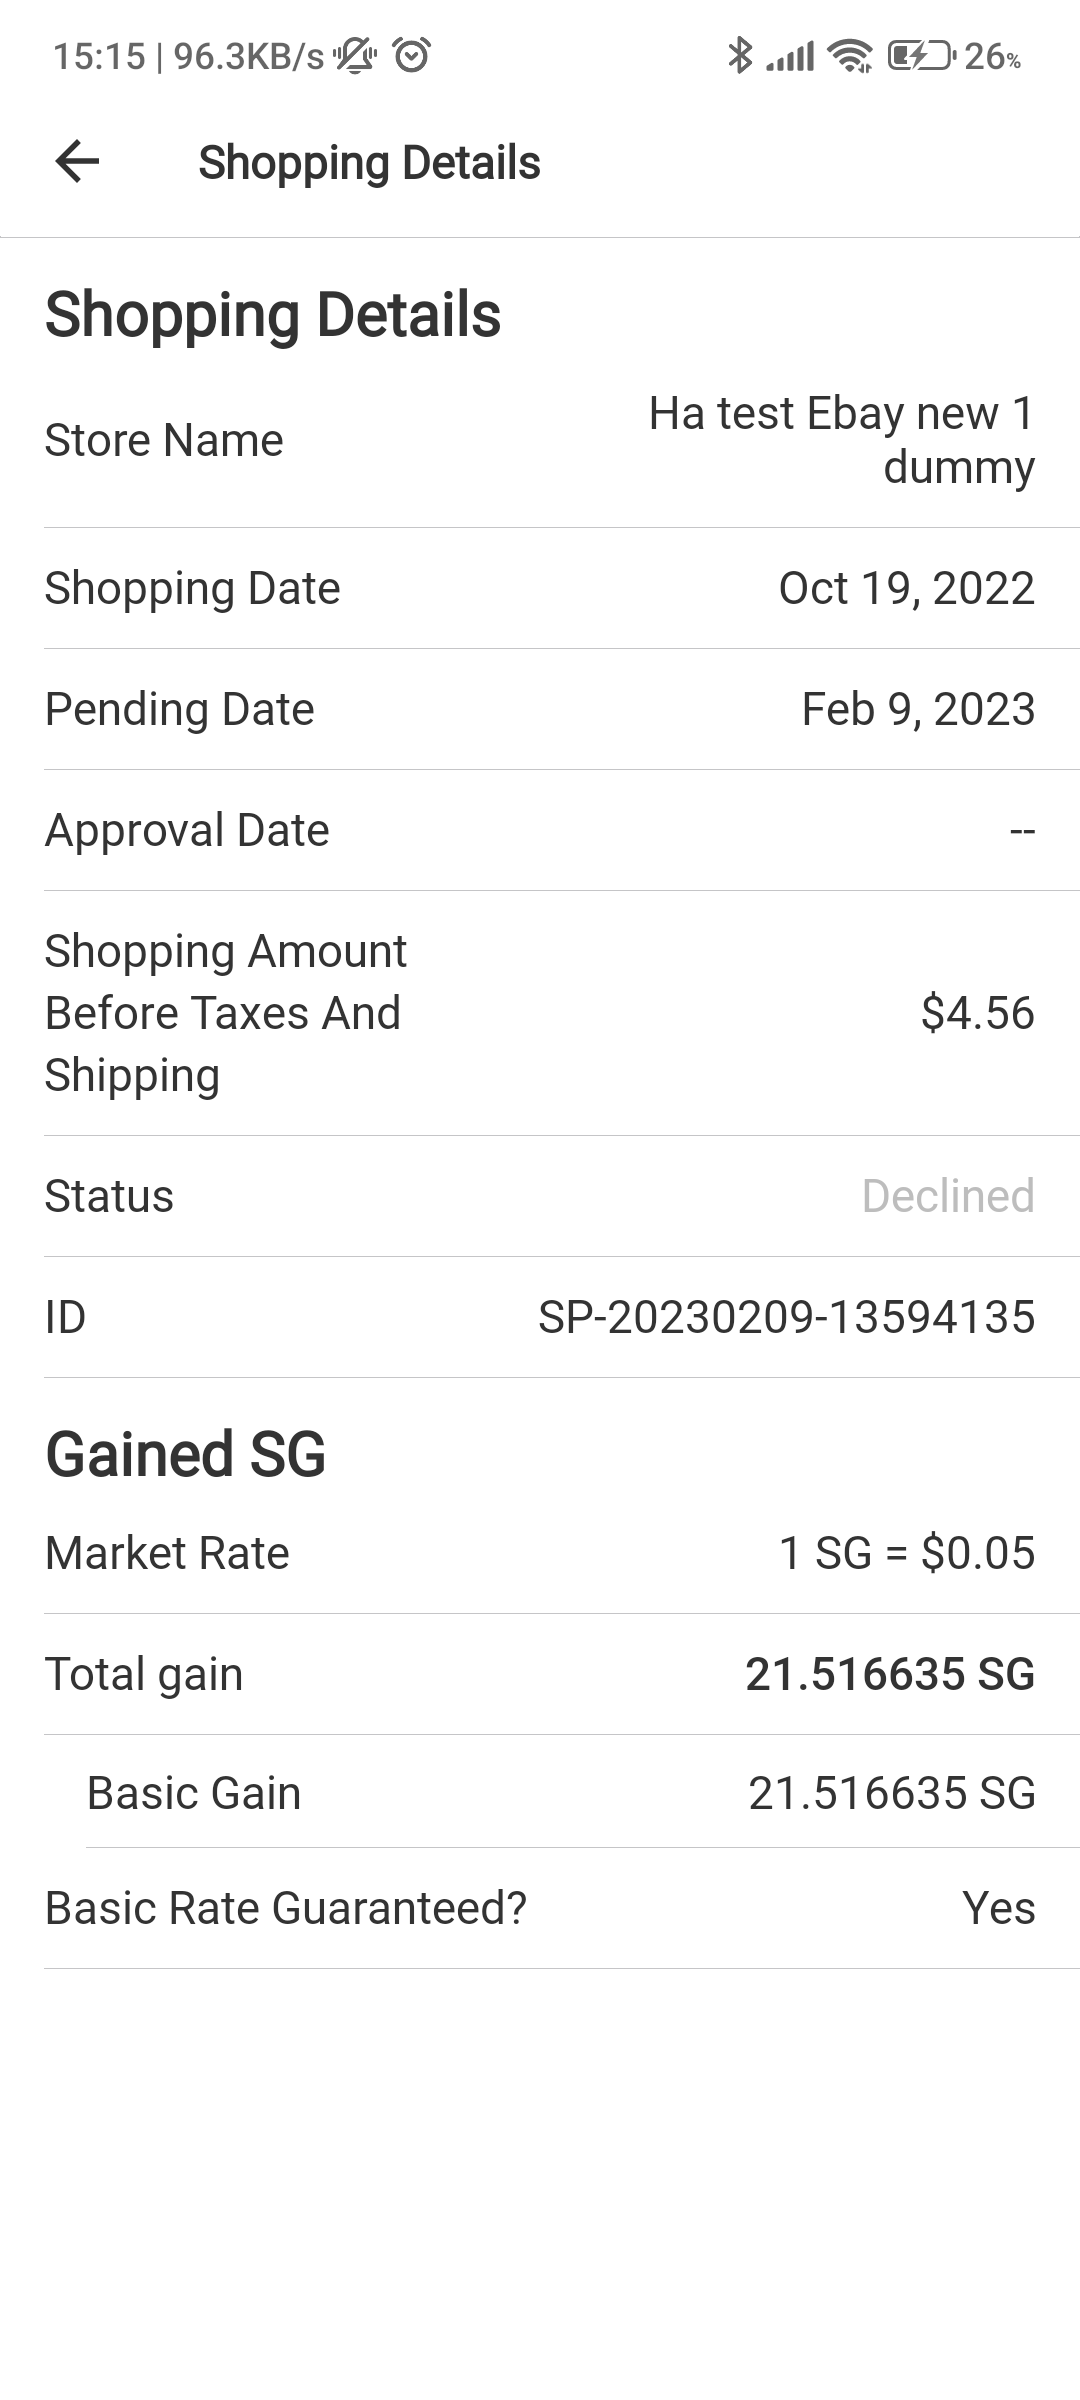 15:15 | 96.3KB/s
26%
Shopping Details
Shopping Details
Store Name
Ha test Ebay new 1
dummy
Shopping Date
Oct 19, 2022
Pending Date
Feb 9, 2023
Approval Date
--
Shopping Amount
Before Taxes And
Shipping
$4.56
Status
Declined
ID
SP-20230209-13594135
Gained SG
Market Rate
1 SG = $0.05
Total gain
21.516635 SG
Basic Gain
21.516635 SG
Basic Rate Guaranteed?
Yes